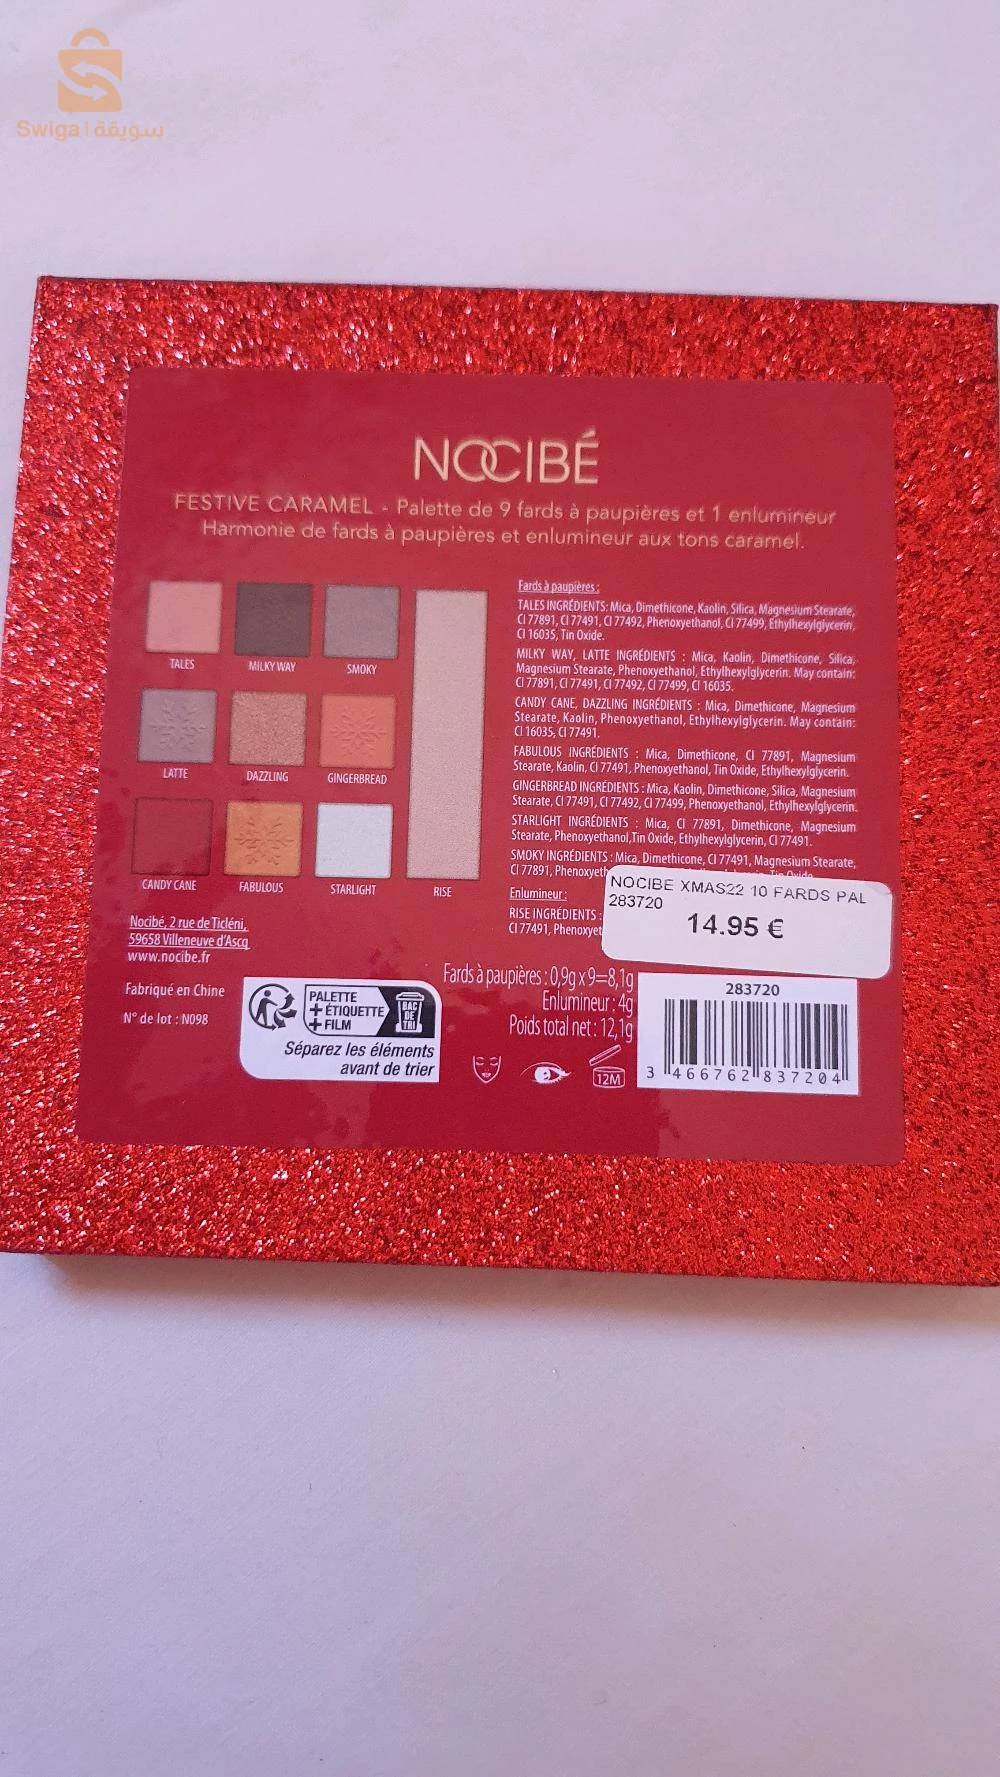 Swiga | سويقة
NOCIBÉ
FESTIVE CARAMEL - Palette de 9 fards à paupières et 1 enlumineur
Harmonie de fards à paupières et enlumineur aux tons caramel.
TALES
MILKY WAY
SMOKY
LATTE
DAZZLING
GINGERBREAD
CANDY CANE
FABULOUS
STARLIGHT
RISE
Fards à paupières :
TALES INGRÉDIENTS: Mica, Dimethicone, Kaolin, Silica, Magnesium Stearate,
CI 77891, CI 77491, CI 77492, Phenoxyethanol, CI 77499, Ethylhexylglycerin,
CI 16035, Tin Oxide.
MILKY WAY, LATTE INGRÉDIENTS : Mica, Kaolin, Dimethicone, Silica,
Magnesium Stearate, Phenoxyethanol, Ethylhexylglycerin. May contain:
CI 77891, CI 77491, CI 77492, CI 77499, CI 16035.
CANDY CANE, DAZZLING INGRÉDIENTS : Mica, Dimethicone, Magnesium
Stearate, Kaolin, Phenoxyethanol, Ethylhexylglycerin. May contain:
CI 16035, CI 77491.
FABULOUS INGRÉDIENTS : Mica, Dimethicone, CI 77891, Magnesium
Stearate, Kaolin, CI 77491, Phenoxyethanol, Tin Oxide, Ethylhexylglycerin.
GINGERBREAD INGRÉDIENTS : Mica, Kaolin, Dimethicone, Silica, Magnesium
Stearate, CI 77491, CI 77492, CI 77499, Phenoxyethanol, Ethylhexylglycerin.
STARLIGHT INGRÉDIENTS : Mica, CI 77891, Dimethicone, Magnesium
Stearate, Phenoxyethanol,Tin Oxide, Ethylhexylglycerin, CI 77491.
SMOKY INGRÉDIENTS : Mica, Dimethicone, CI 77491, Magnesium Stearate,
CI 77891, Phenoxyeth Tin Oxide
Enlumineur :
RISE INGRÉDIENTS :
CI 77491, Phenoxyet
NOCIBE XMAS22 10 FARDS PAL
283720
14.95 €
Nocibé, 2 rue de Ticléni,
59658 Villeneuve d'Ascq
www.nocibe.fr
Fabriqué en Chine
N° de lot : N098
PALETTE
+ ÉTIQUETTE
+ FILM
BAC
DE
TRI
Séparez les éléments
avant de trier
Fards à paupières : 0,9g x 9=8,1g
Enlumineur : 4g
Poids total net : 12,1g
12M
283720
3 466762 837204